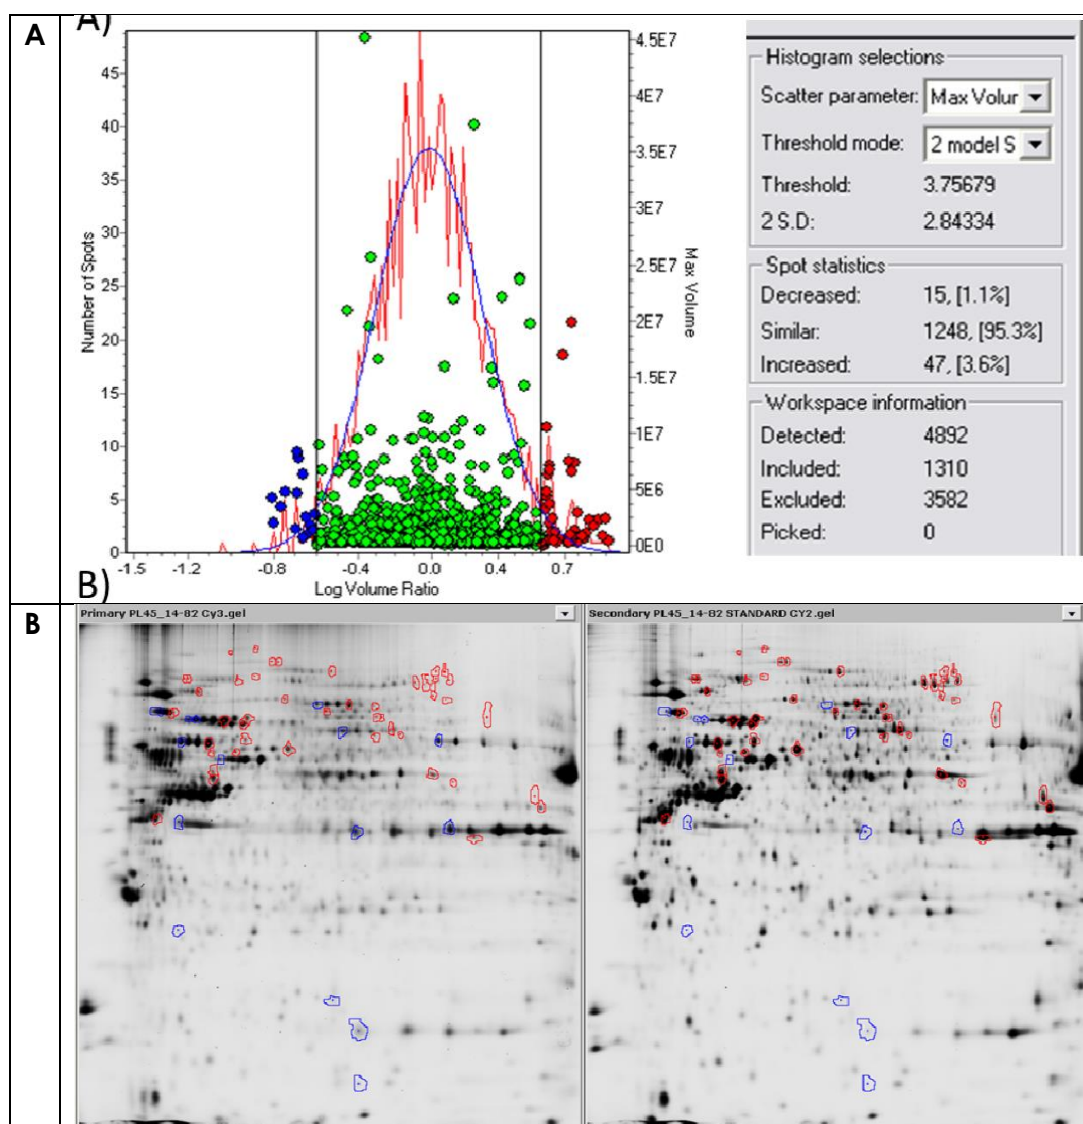 A
A)
45
40
35
30
25
20
15
10
5
0
Number of Spots
4.5E7
4E7
3.5E7
3E7
2.5E7
2E7
1.5E7
1E7
5E6
0E0
Max Volume
-1.5 -1.2 -0.8 -0.4 0.0 0.4 0.7
Log Volume Ratio
Histogram selections
Scatter parameter: Max Volur
Threshold mode: 2 model S
Threshold: 3.75679
2 S.D: 2.84334
Spot statistics
Decreased: 15, [1.1%]
Similar: 1248, [95.3%]
Increased: 47, [3.6%]
Workspace information
Detected: 4892
Included: 1310
Excluded: 3582
Picked: 0
B)
B
Primary PL45_14-82 Cy3.gel
Secondary PL45_14-82 STANDARD CY2.gel